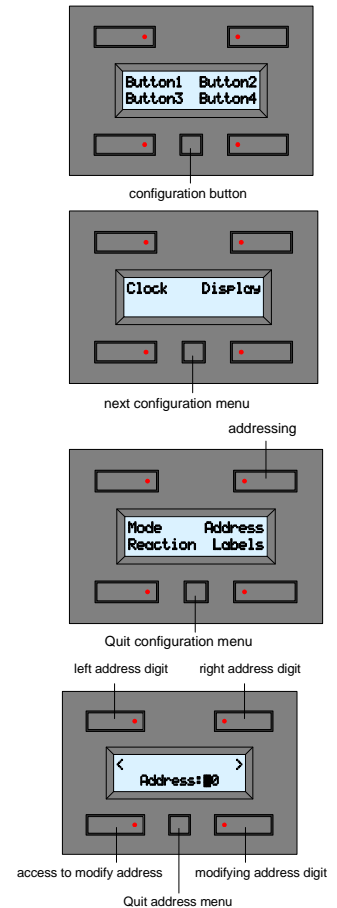 Button1 Button2
Button3 Button4
configuration button
Clock Display
next configuration menu
addressing
Mode Address
Reaction Labels
Quit configuration menu
left address digit right address digit
< >
Address:█0
access to modify address modifying address digit
Quit address menu